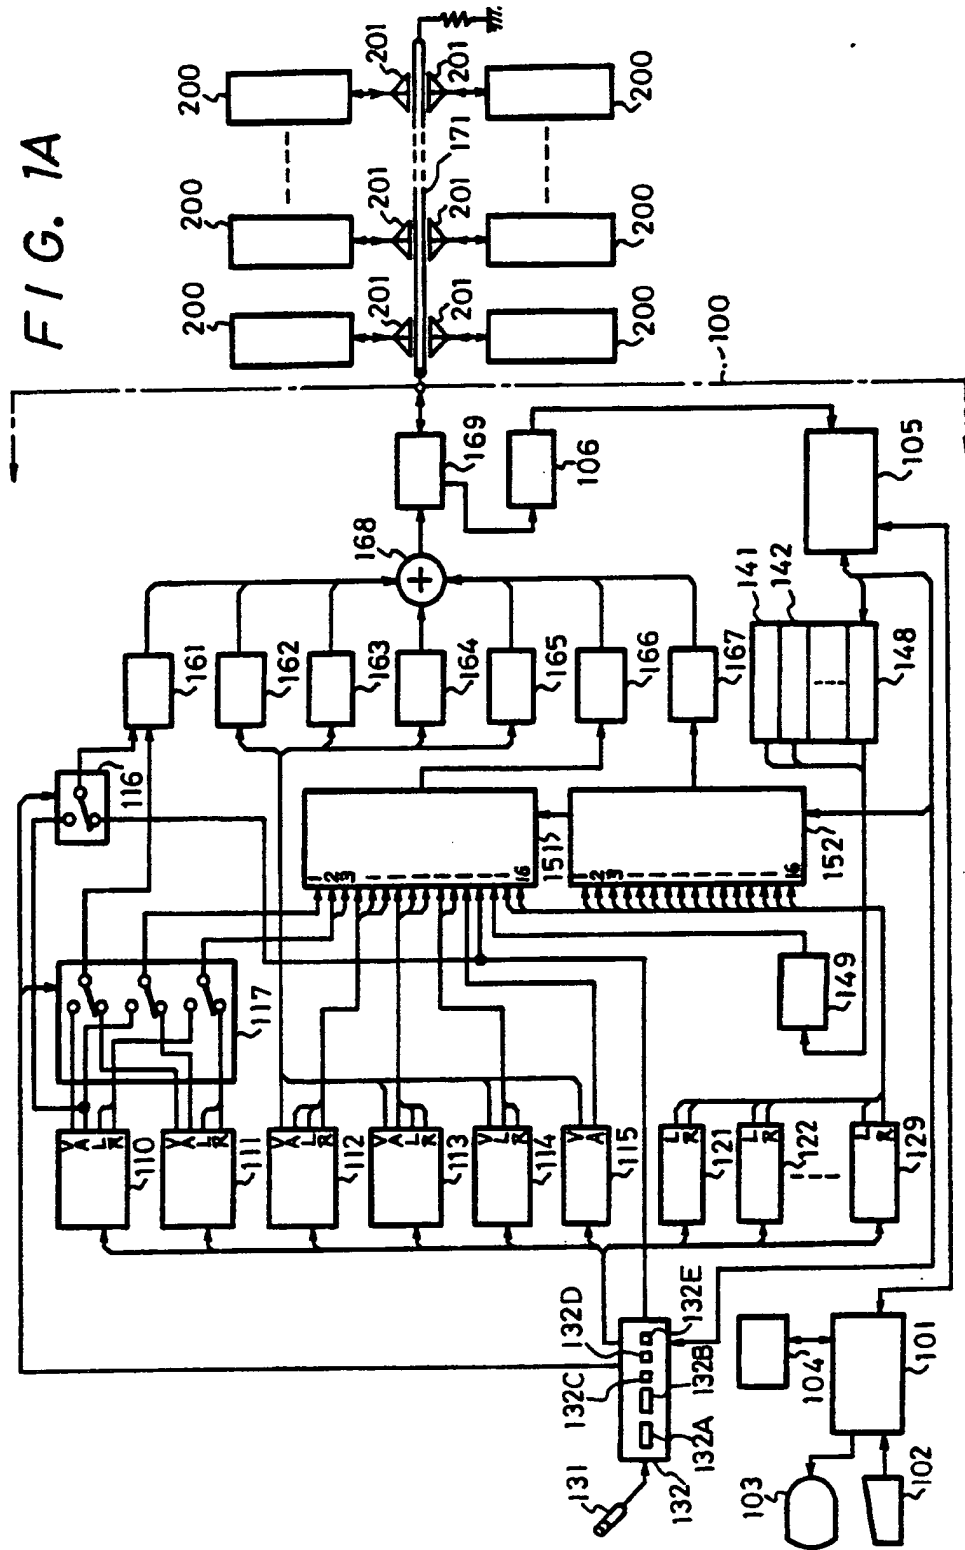 FIG. 1A
200
200
200
201
201
201
201
201
201
171
200
200
200
100
169
106
105
168
161
162
163
164
165
166
167
141
142
148
116
117
1
2
3
16
151
1
2
3
16
152
149
V
A
L
R
110
V
A
L
R
111
V
A
L
R
112
V
A
L
R
113
V
L
R
114
V
A
115
L
R
121
L
R
122
L
R
129
131
132
132A
132B
132C
132D
132E
103
102
104
101